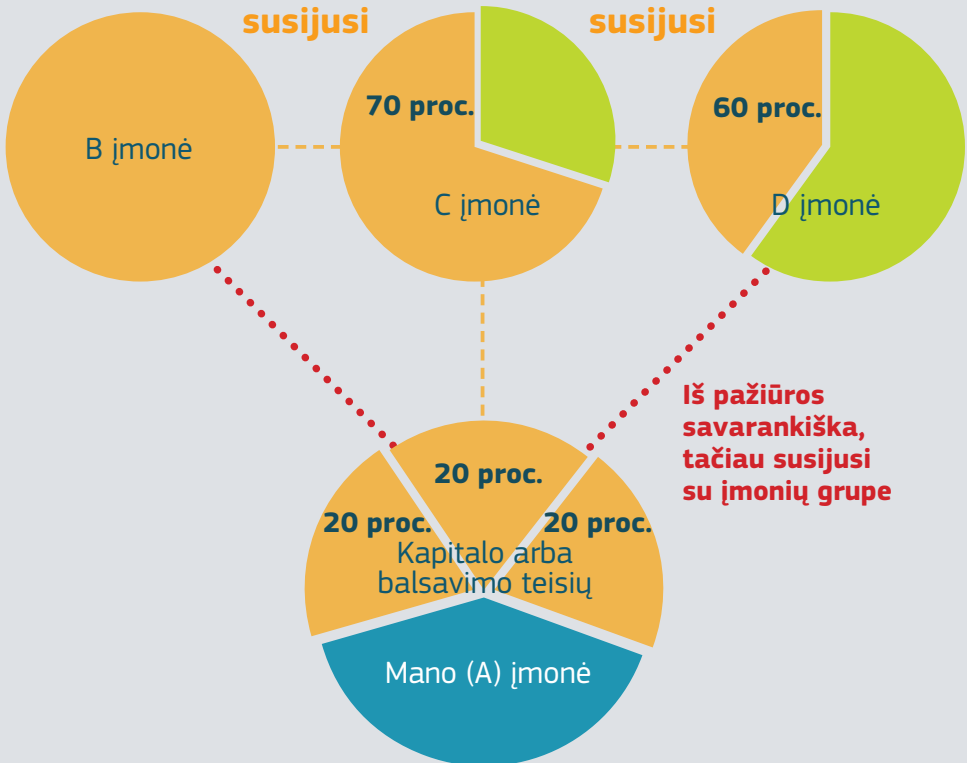 susijusi
susijusi
B įmonė
70 proc.
C įmonė
60 proc.
D įmonė
Iš pažiūros
savarankiška,
tačiau susijusi
su įmonių grupe
20 proc.
20 proc.
20 proc.
Kapitalo arba
balsavimo teisių
Mano (A) įmonė